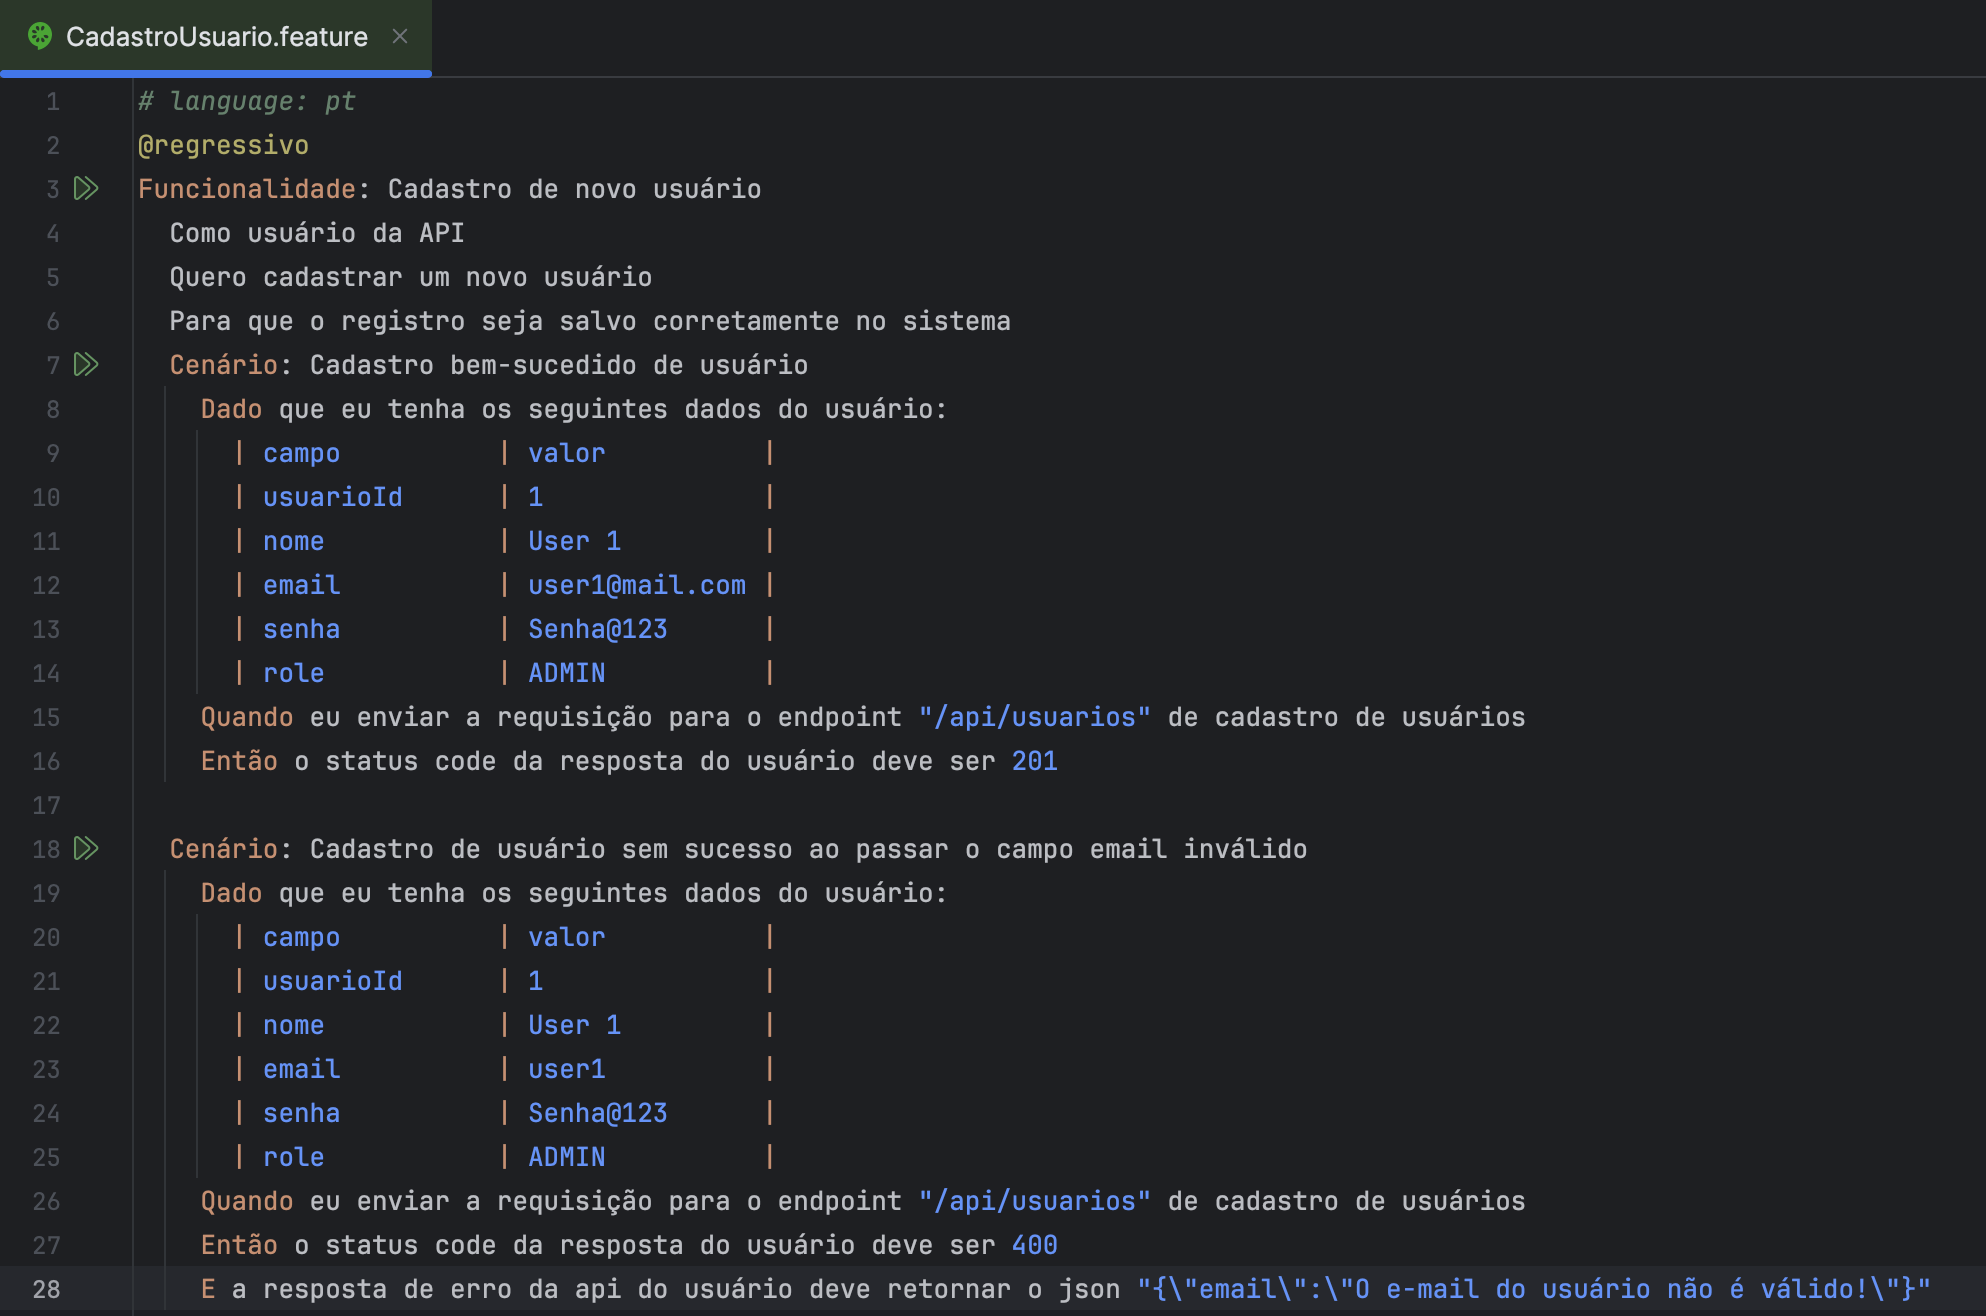 CadastroUsuario.feature
1 # language: pt
2 @regressivo
3 Funcionalidade: Cadastro de novo usuário
4 Como usuário da API
5 Quero cadastrar um novo usuário
6 Para que o registro seja salvo corretamente no sistema
7 Cenário: Cadastro bem-sucedido de usuário
8 Dado que eu tenha os seguintes dados do usuário:
9 | campo | valor |
10 | usuarioId | 1 |
11 | nome | User 1 |
12 | email | user1@mail.com |
13 | senha | Senha@123 |
14 | role | ADMIN |
15 Quando eu enviar a requisição para o endpoint "/api/usuarios" de cadastro de usuários
16 Então o status code da resposta do usuário deve ser 201
17
18 Cenário: Cadastro de usuário sem sucesso ao passar o campo email inválido
19 Dado que eu tenha os seguintes dados do usuário:
20 | campo | valor |
21 | usuarioId | 1 |
22 | nome | User 1 |
23 | email | user1 |
24 | senha | Senha@123 |
25 | role | ADMIN |
26 Quando eu enviar a requisição para o endpoint "/api/usuarios" de cadastro de usuários
27 Então o status code da resposta do usuário deve ser 400
28 E a resposta de erro da api do usuário deve retornar o json "{\"email\":\"O e-mail do usuário não é válido!\"}"